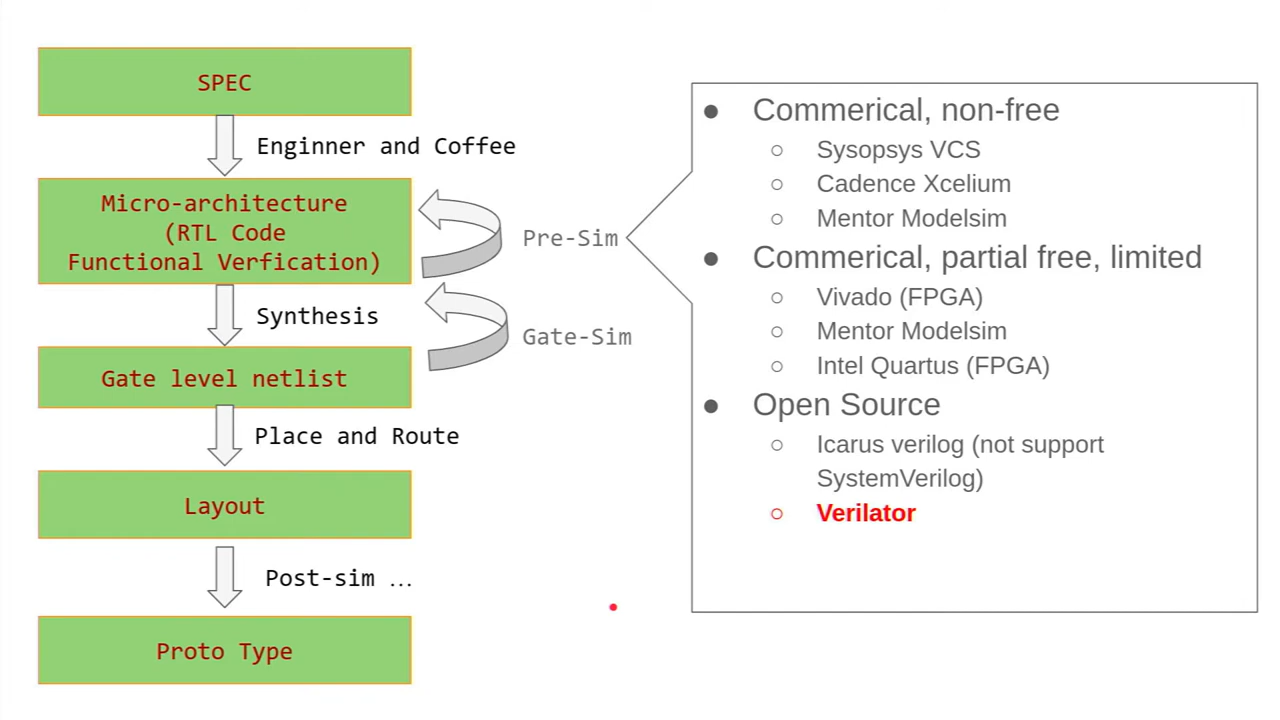 SPEC
Enginner and Coffee
Micro-architecture
(RTL Code
Functional Verfication)
Pre-Sim
Synthesis
Gate-Sim
Gate level netlist
Place and Route
Layout
Post-sim …
Proto Type
● Commerical, non-free
○ Sysopsys VCS
○ Cadence Xcelium
○ Mentor Modelsim
● Commerical, partial free, limited
○ Vivado (FPGA)
○ Mentor Modelsim
○ Intel Quartus (FPGA)
● Open Source
○ Icarus verilog (not support
SystemVerilog)
○ Verilator